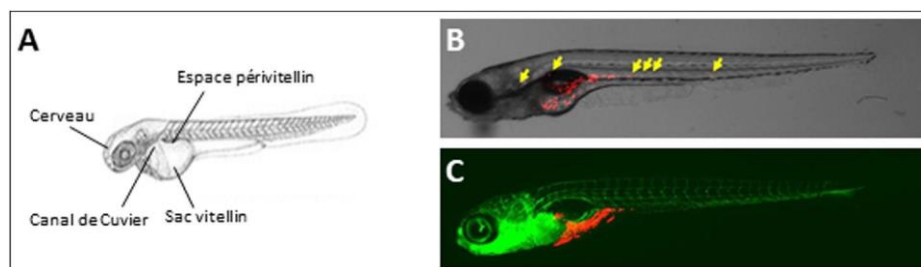 A
Espace périvitellin
Cerveau
Canal de Cuvier
Sac vitellin
B
C